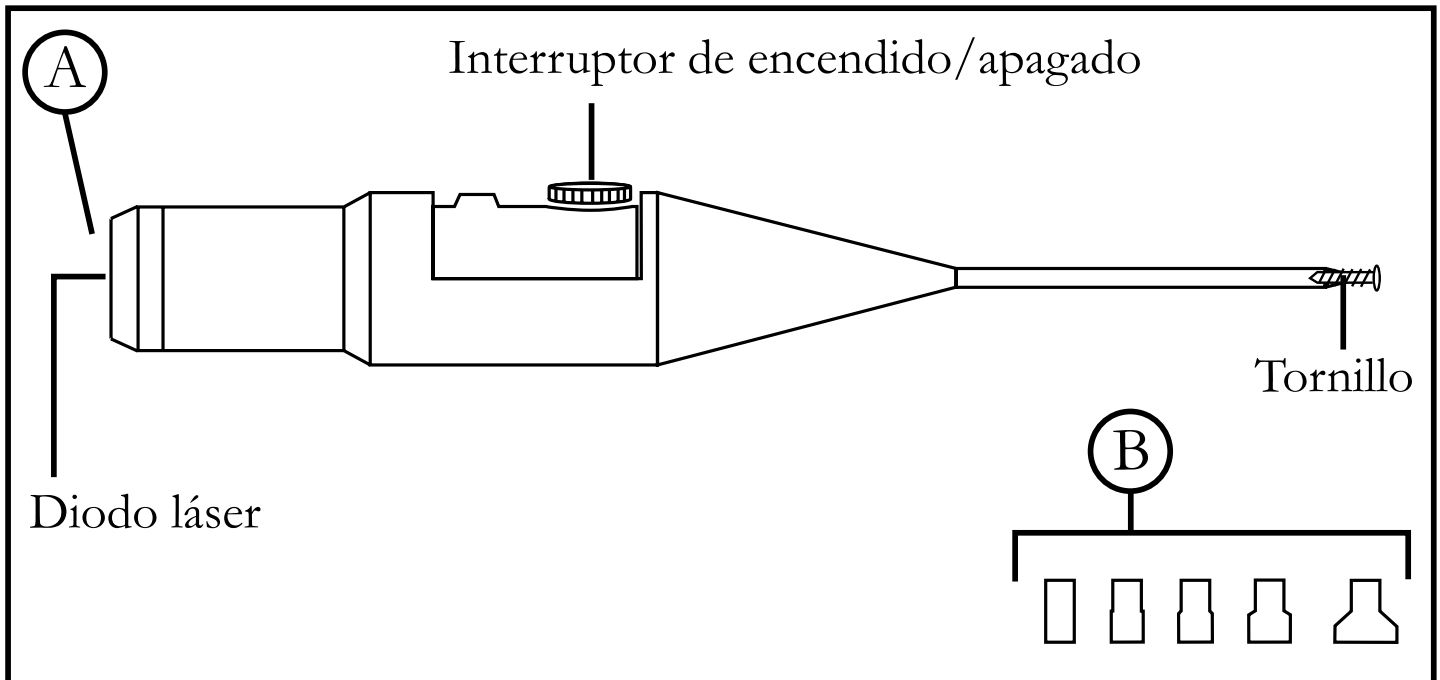 A
Interruptor de encendido/apagado
Tornillo
B
Diodo láser